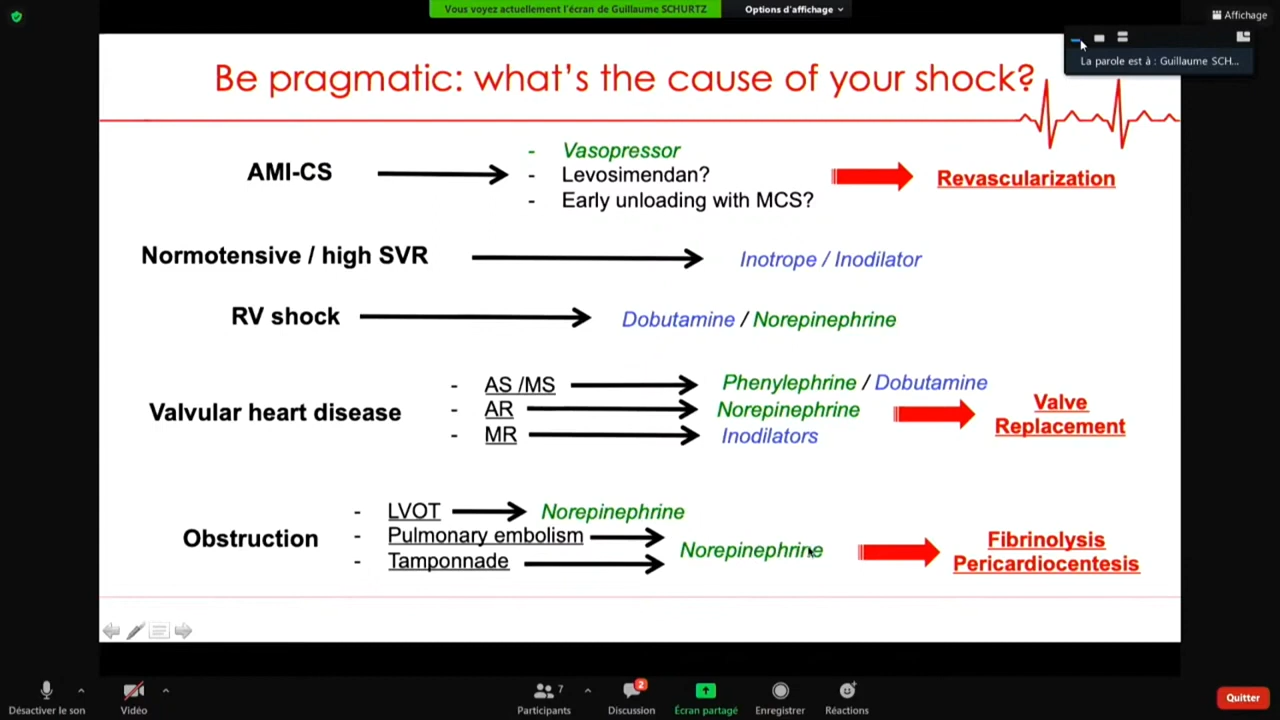 Vous voyez actuellement l'écran de Guillaume SCHURTZ
Options d'affichage
Affichage
La parole est à : Guillaume SCH...
Be pragmatic: what's the cause of your shock?
AMI-CS
- Vasopressor
- Levosimendan?
- Early unloading with MCS?
Revascularization
Normotensive / high SVR
Inotrope / Inodilator
RV shock
Dobutamine / Norepinephrine
Valvular heart disease
- AS /MS
Phenylephrine / Dobutamine
- AR
Norepinephrine
- MR
Inodilators
Valve
Replacement
Obstruction
- LVOT
Norepinephrine
- Pulmonary embolism
- Tamponnade
Norepinephrine
Fibrinolysis
Pericardiocentesis
Désactiver le son
Vidéo
7
Participants
2
Discussion
Écran partagé
Enregistrer
Réactions
Quitter